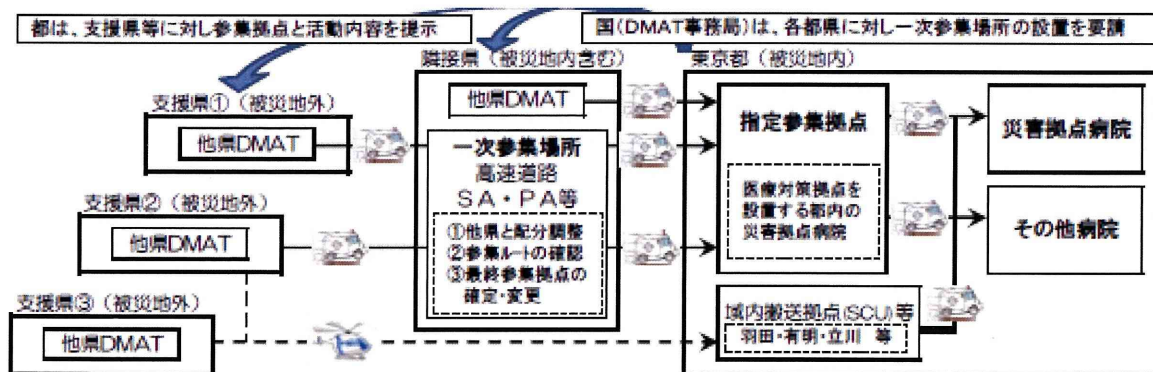 都は、支援県等に対し参集拠点と活動内容を提示
国(DMAT事務局)は、各都県に対し一次参集場所の設置を要請
隣接県（被災地内含む）
東京都（被災地内）
支援県①（被災地外）
他県DMAT
他県DMAT
一次参集場所
高速道路
ＳＡ・ＰＡ等
①他県と配分調整
②参集ルートの確認
③最終参集拠点の
確定・変更
支援県②（被災地外）
他県DMAT
支援県③（被災地外）
他県DMAT
指定参集拠点
医療対策拠点を
設置する都内の
災害拠点病院
災害拠点病院
その他病院
域内搬送拠点(SCU)等
羽田・有明・立川　等